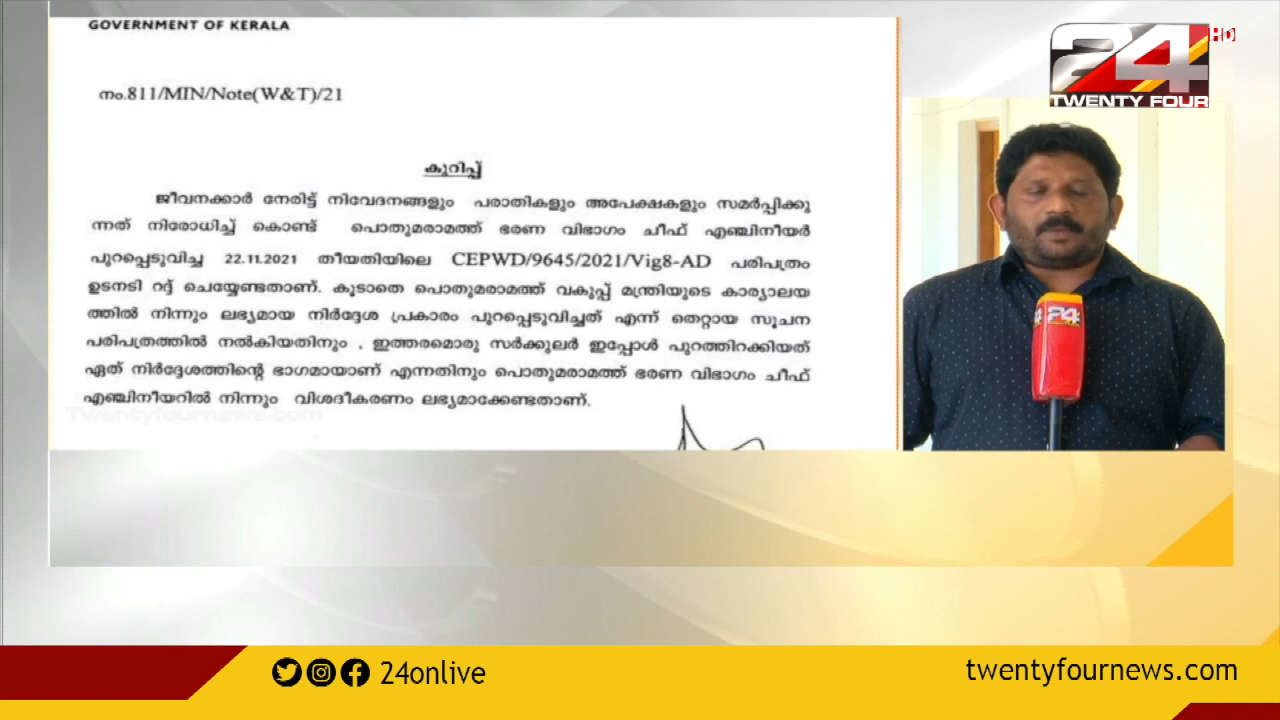 GOVERNMENT OF KERALA
24
HD
TWENTY FOUR
നം.811/MIN/Note(W&T)/21
കുറിപ്പ്
ജീവനക്കാർ നേരിട്ട് നിവേദനങ്ങളും പരാതികളും അപേക്ഷകളും സമർപ്പിക്കു
ന്നത് നിരോധിച്ച് കൊണ്ട് പൊതുമരാമത്ത് ഭരണ വിഭാഗം ചീഫ് എഞ്ചിനീയർ
പുറപ്പെടുവിച്ച 22.11.2021 തീയതിയിലെ CEPWD/9645/2021/Vig8-AD പരിപത്രം
ഉടനടി റദ്ദ് ചെയ്യേണ്ടതാണ്. കൂടാതെ പൊതുമരാമത്ത് വകുപ്പ് മന്ത്രിയുടെ കാര്യാലയ
ത്തിൽ നിന്നും ലഭ്യമായ നിർദ്ദേശ പ്രകാരം പുറപ്പെടുവിച്ചത് എന്ന് തെറ്റായ സൂചന
പരിപത്രത്തിൽ നൽകിയതിനും , ഇത്തരമൊരു സർക്കുലർ ഇപ്പോൾ പുറത്തിറക്കിയത്
ഏത് നിർദ്ദേശത്തിന്റെ ഭാഗമായാണ് എന്നതിനും പൊതുമരാമത്ത് ഭരണ വിഭാഗം ചീഫ്
എഞ്ചിനീയറിൽ നിന്നും വിശദീകരണം ലഭ്യമാക്കേണ്ടതാണ്.
Twentyfournews.com
24
24onlive
twentyfournews.com